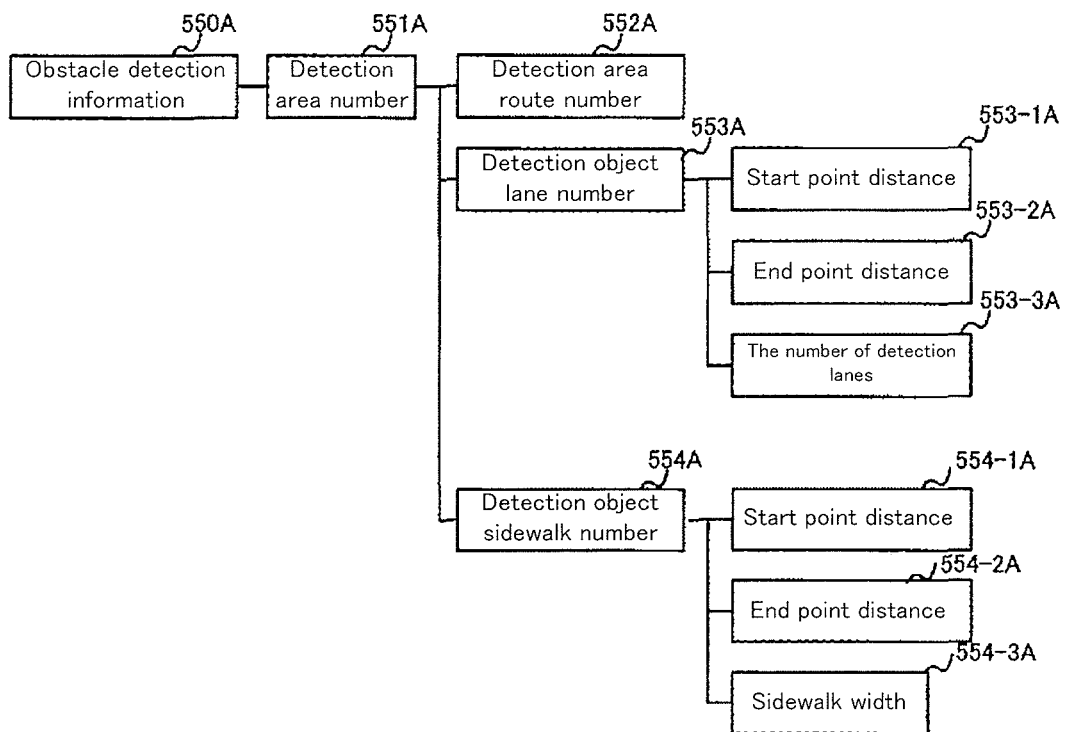 550A
551A
552A
Obstacle detection
information
Detection
area number
Detection area
route number
553A
Detection object
lane number
553-1A
Start point distance
553-2A
End point distance
553-3A
The number of detection
lanes
554A
Detection object
sidewalk number
554-1A
Start point distance
554-2A
End point distance
554-3A
Sidewalk width